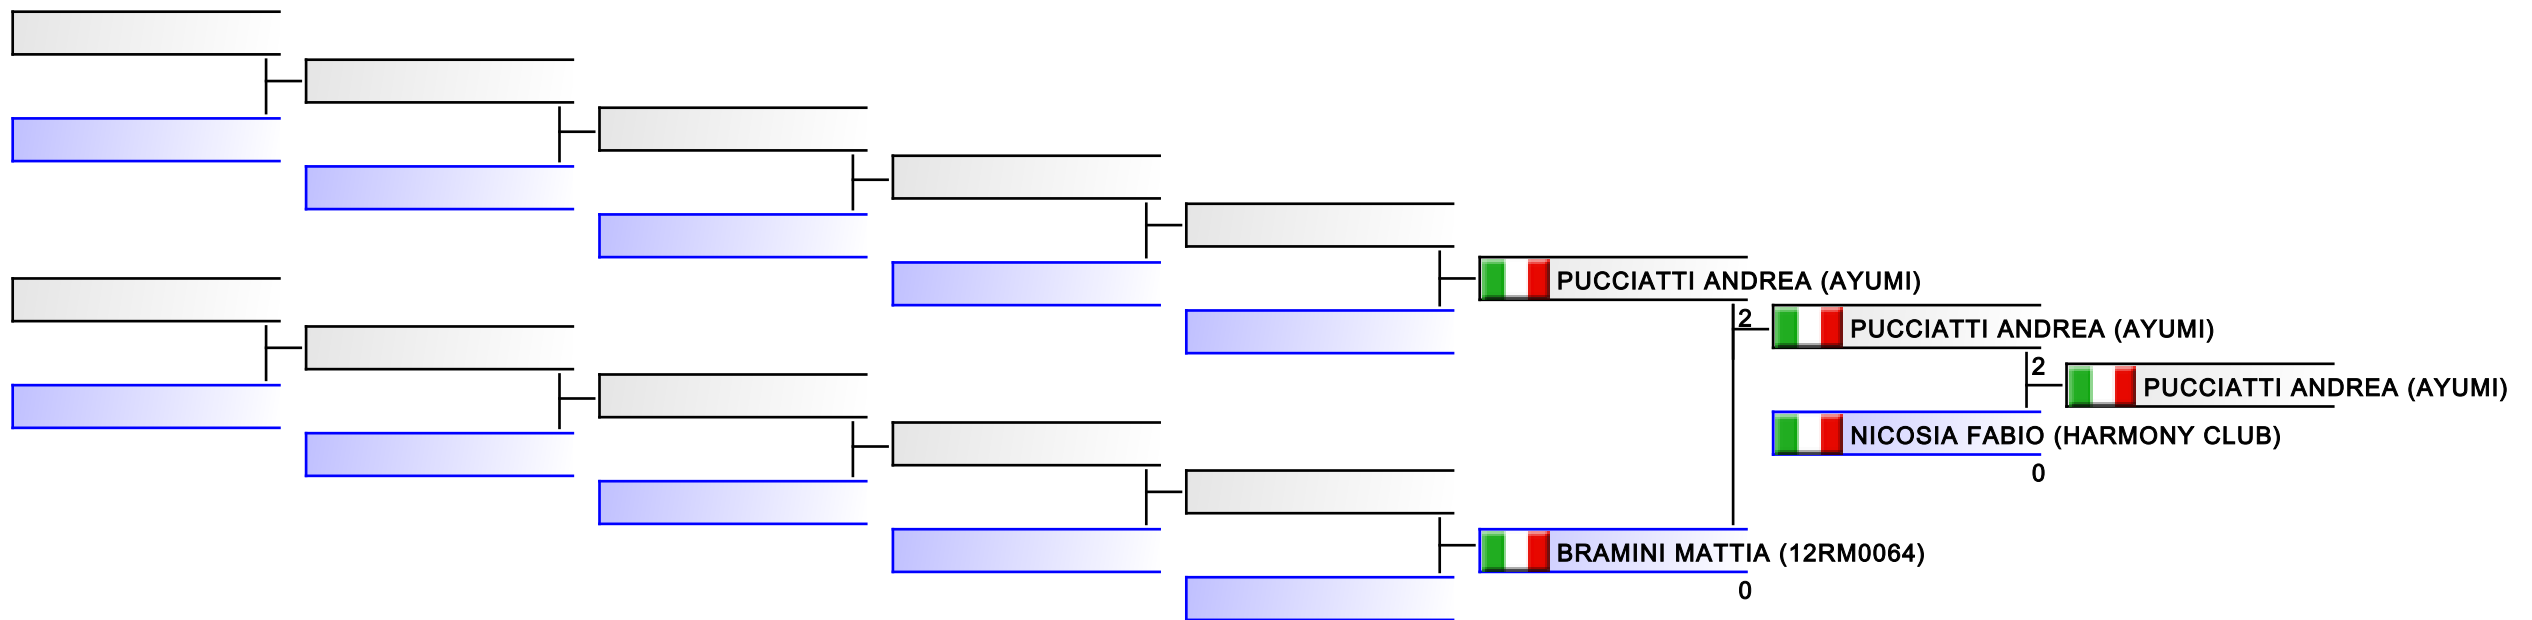 PUCCIATTI ANDREA (AYUMI)
2
PUCCIATTI ANDREA (AYUMI)
2
PUCCIATTI ANDREA (AYUMI)
NICOSIA FABIO (HARMONY CLUB)
0
BRAMINI MATTIA (12RM0064)
0